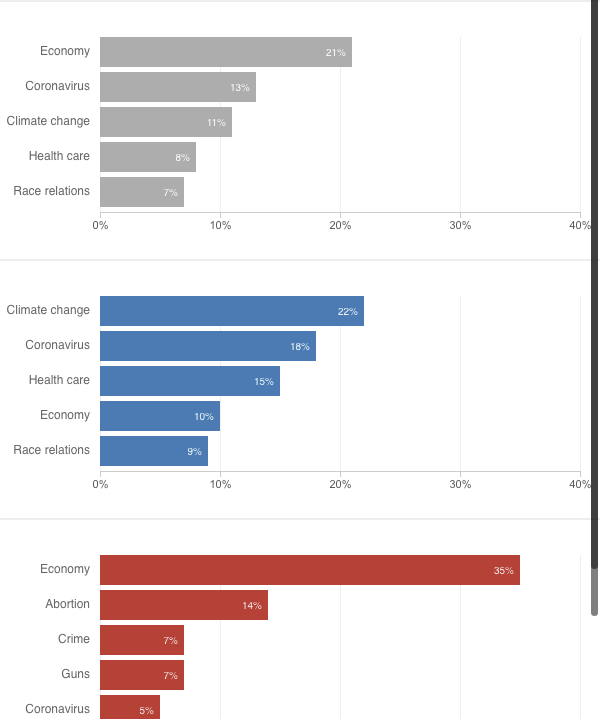 Economy 21%
Coronavirus 13%
Climate change 11%
Health care 8%
Race relations 7%
0% 10% 20% 30% 40%
Climate change 22%
Coronavirus 18%
Health care 15%
Economy 10%
Race relations 9%
0% 10% 20% 30% 40%
Economy 35%
Abortion 14%
Crime 7%
Guns 7%
Coronavirus 5%